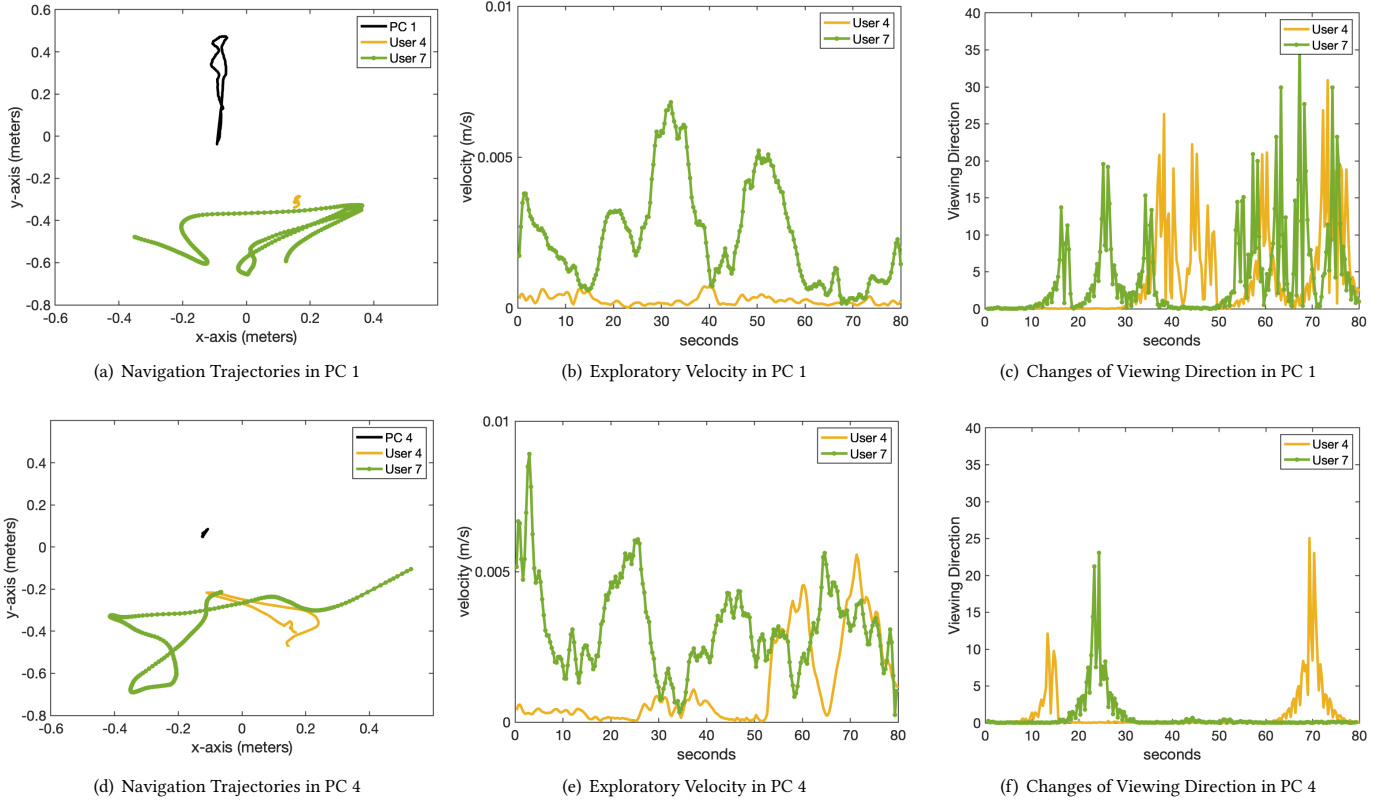 0.6
0.4
0.2
0
-0.2
-0.4
-0.6
-0.8
-0.6
-0.4
-0.2
0
0.2
0.4
x-axis (meters)
y-axis (meters)
PC 1
User 4
User 7
(a) Navigation Trajectories in PC 1
0.01
0.005
0
0
10
20
30
40
50
60
70
80
seconds
velocity (m/s)
User 4
User 7
(b) Exploratory Velocity in PC 1
40
35
30
25
20
15
10
5
0
0
10
20
30
40
50
60
70
80
seconds
Viewing Direction
User 4
User 7
(c) Changes of Viewing Direction in PC 1
0.4
0.2
0
-0.2
-0.4
-0.6
-0.8
-0.6
-0.4
-0.2
0
0.2
0.4
x-axis (meters)
y-axis (meters)
PC 4
User 4
User 7
(d) Navigation Trajectories in PC 4
0.01
0.005
0
0
10
20
30
40
50
60
70
80
seconds
velocity (m/s)
User 4
User 7
(e) Exploratory Velocity in PC 4
40
35
30
25
20
15
10
5
0
0
10
20
30
40
50
60
70
80
seconds
Viewing Direction
User 4
User 7
(f) Changes of Viewing Direction in PC 4